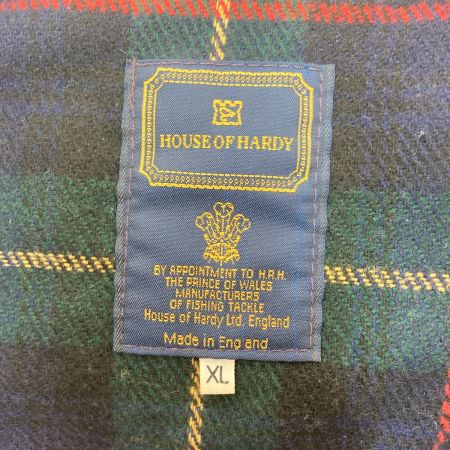 HOUSE OF HARDY
BY APPOINTMENT TO H.R.H.
THE PRINCE OF WALES
MANUFACTURERS
OF FISHING TACKLE
House of Hardy Ltd. England
Made in England
XL